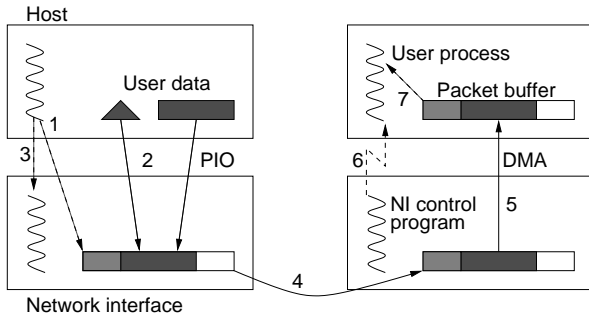 Host
User data
1
3
2
PIO
Network interface
4
User process
Packet buffer
7
6
DMA
NI control
program
5